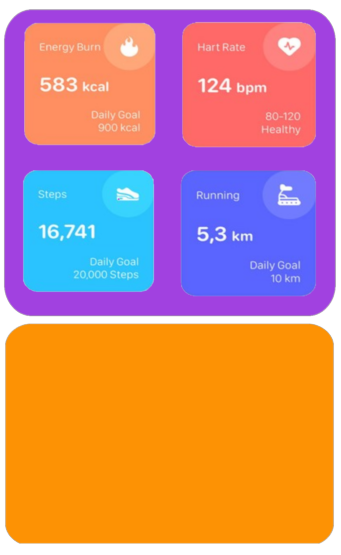 Energy Burn
583 kcal
Daily Goal
900 kcal
Hart Rate
124 bpm
80-120
Healthy
Steps
16,741
Daily Goal
20,000 Steps
Running
5,3 km
Daily Goal
10 km